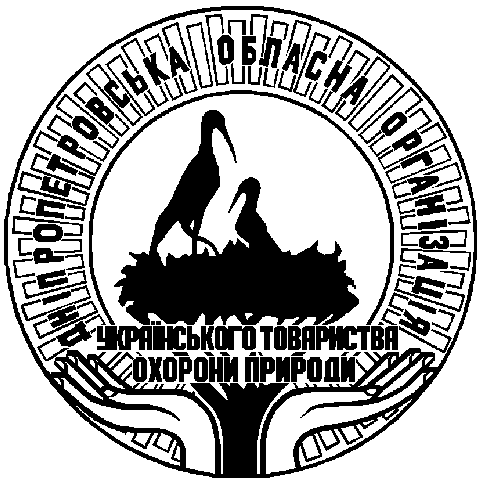 ДНІПРОПЕТРОВСЬКА ОБЛАСНА ОРГАНІЗАЦІЯ
УКРАЇНСЬКОГО ТОВАРИСТВА
ОХОРОНИ ПРИРОДИ